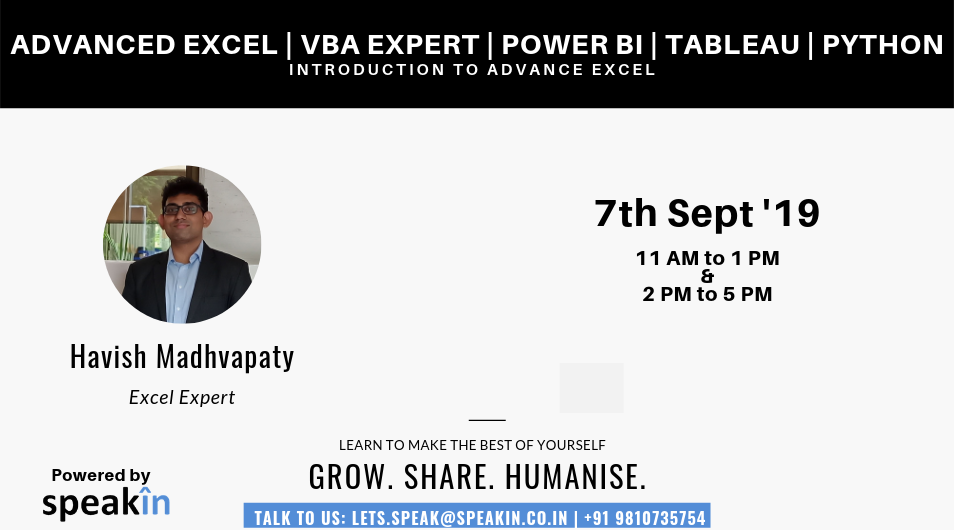 ADVANCED EXCEL | VBA EXPERT | POWER BI | TABLEAU | PYTHON
INTRODUCTION TO ADVANCE EXCEL
7th Sept '19
11 AM to 1 PM
&
2 PM to 5 PM
Havish Madhvapaty
Excel Expert
LEARN TO MAKE THE BEST OF YOURSELF
GROW. SHARE. HUMANISE.
Powered by
speakin
TALK TO US: LETS.SPEAK@SPEAKIN.CO.IN | +91 9810735754